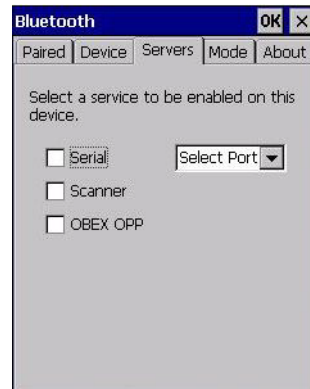 Bluetooth OK ×
Paired Device Servers Mode About
Select a service to be enabled on this
device.
Serial Select Port
Scanner
OBEX OPP